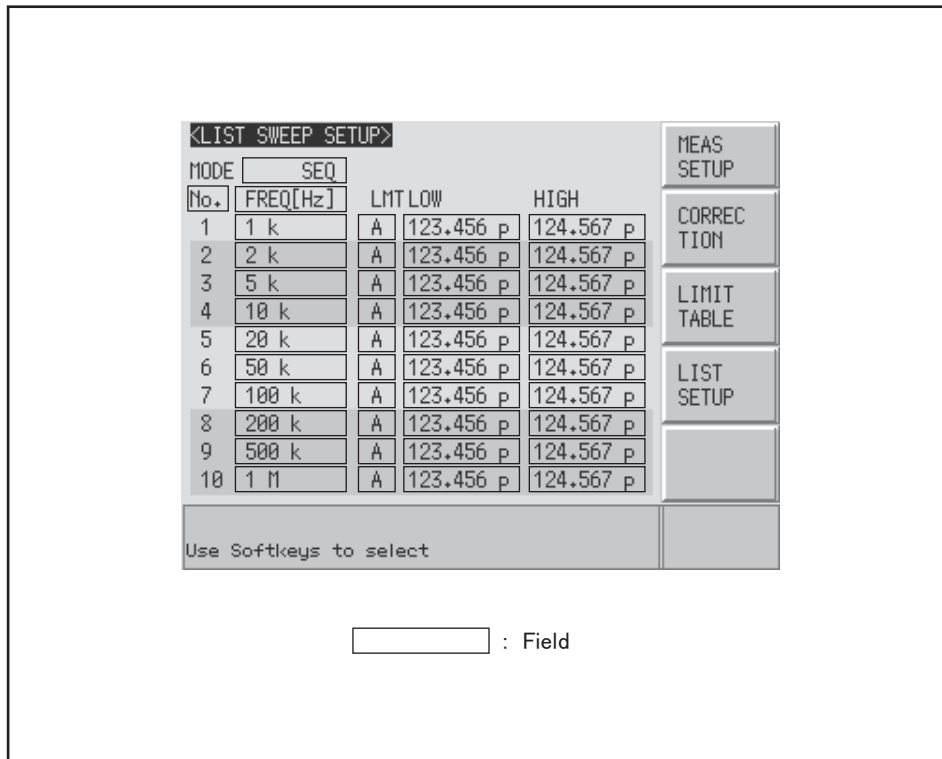 <LIST SWEEP SETUP>
MODE SEQ
No. FREQ[Hz] LMT LOW HIGH
1 1 k A 123.456 p 124.567 p
2 2 k A 123.456 p 124.567 p
3 5 k A 123.456 p 124.567 p
4 10 k A 123.456 p 124.567 p
5 20 k A 123.456 p 124.567 p
6 50 k A 123.456 p 124.567 p
7 100 k A 123.456 p 124.567 p
8 200 k A 123.456 p 124.567 p
9 500 k A 123.456 p 124.567 p
10 1 M A 123.456 p 124.567 p
MEAS
SETUP
CORREC
TION
LIMIT
TABLE
LIST
SETUP
Use Softkeys to select
: Field